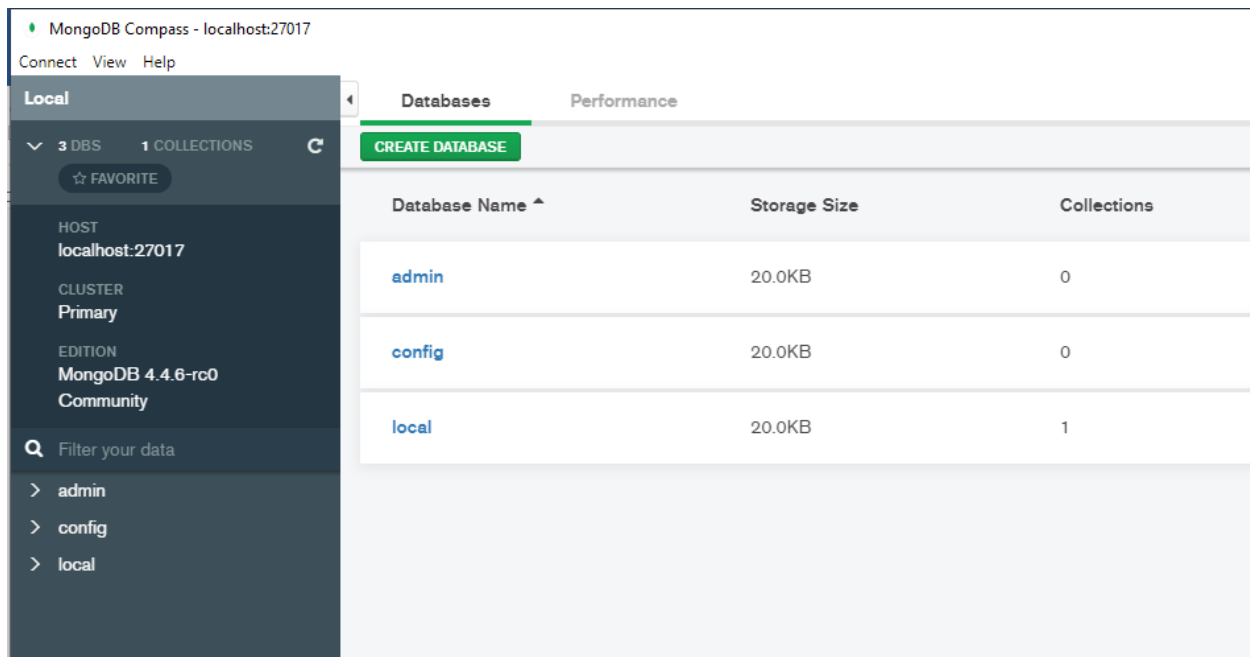 MongoDB Compass - localhost:27017
Connect View Help
Local
3 DBS 1 COLLECTIONS
FAVORITE
HOST
localhost:27017
CLUSTER
Primary
EDITION
MongoDB 4.4.6-rc0
Community
Filter your data
admin
config
local
Databases Performance
CREATE DATABASE
Database Name Storage Size Collections
admin 20.0KB 0
config 20.0KB 0
local 20.0KB 1